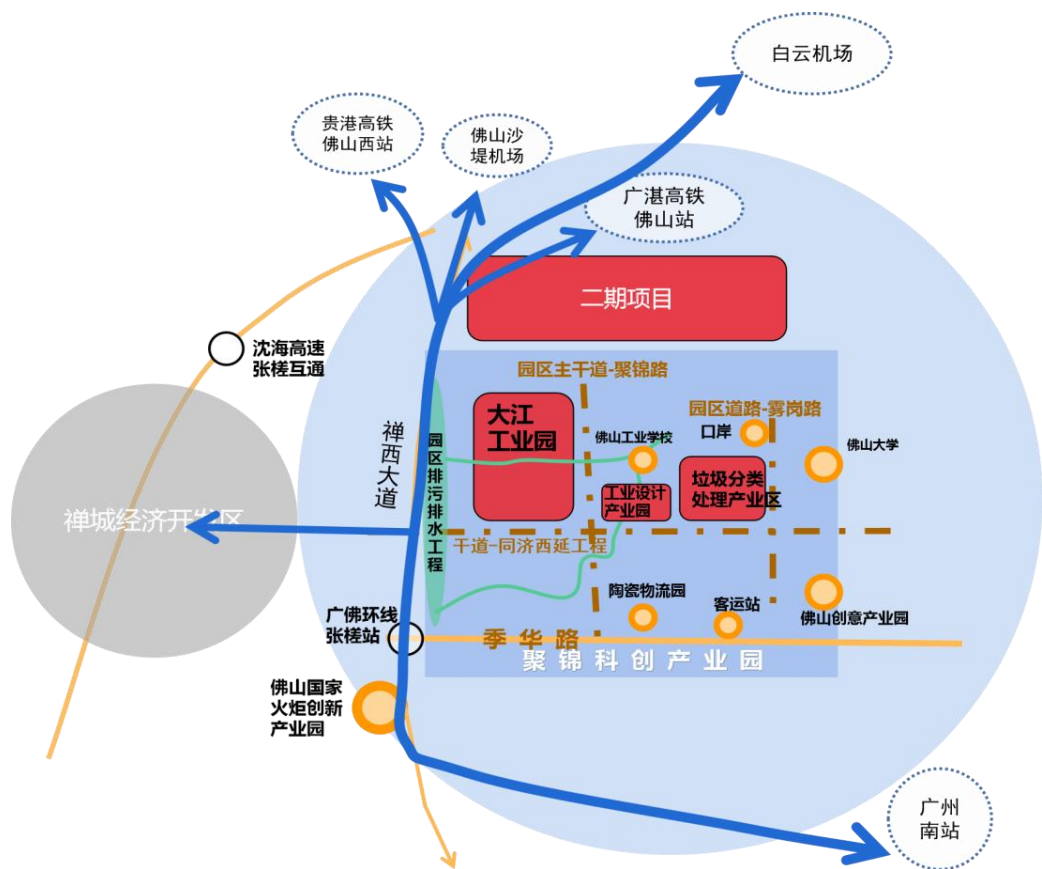 白云机场
贵港高铁
佛山西站
佛山沙
堤机场
广湛高铁
佛山站
二期项目
沈海高速
张槎互通
园区主干道-聚锦路
园区道路-雾岗路
大江
工业园
佛山工业学校
口岸
佛山大学
禅西大道
园区排污排水工程
工业设计
产业园
垃圾分类
处理产业区
禅城经济开发区
干道-同济西延工程
陶瓷物流园
客运站
佛山创意产业园
广佛环线
张槎站
季华路
聚锦科创产业园
佛山国家
火炬创新
产业园
广州
南站